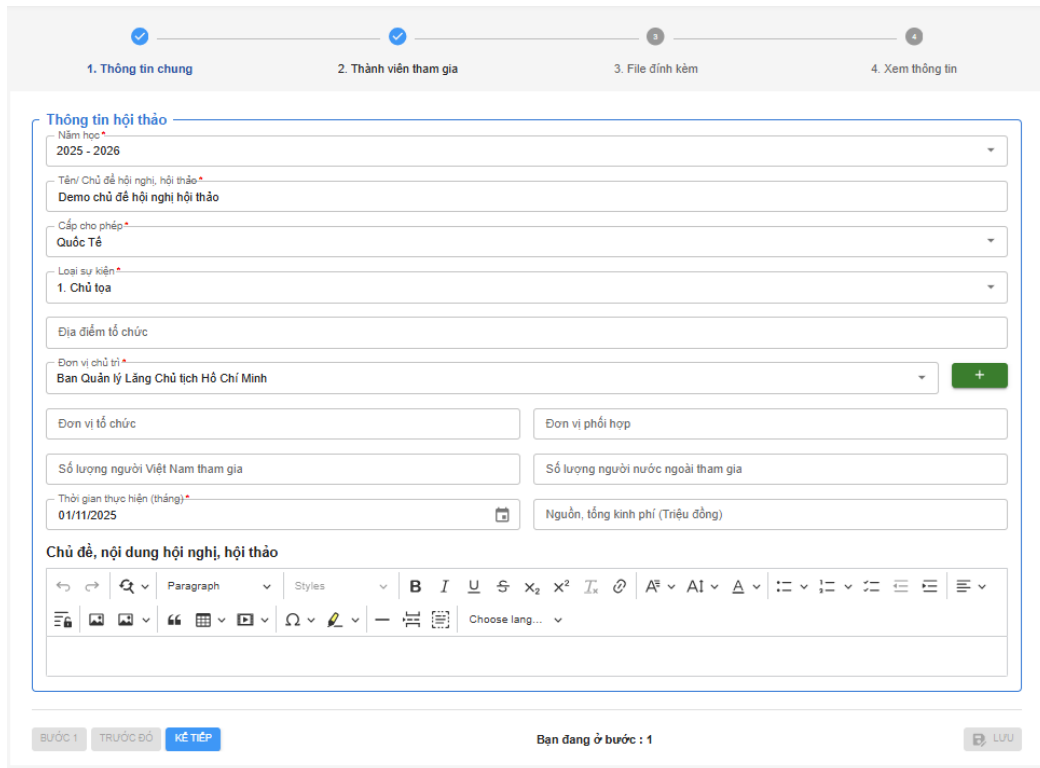 3
4
1. Thông tin chung
2. Thành viên tham gia
3. File đính kèm
4. Xem thông tin
Thông tin hội thảo
Năm học *
2025 - 2026
Tên/ Chủ đề hội nghị, hội thảo *
Demo chủ đề hội nghị hội thảo
Cấp cho phép *
Quốc Tế
Loại sự kiện *
1. Chủ tọa
Địa điểm tổ chức
Đơn vị chủ trì *
Ban Quản lý Lăng Chủ tịch Hồ Chí Minh
+
Đơn vị tổ chức
Đơn vị phối hợp
Số lượng người Việt Nam tham gia
Số lượng người nước ngoài tham gia
Thời gian thực hiện (tháng) *
01/11/2025
Nguồn, tổng kinh phí (Triệu đồng)
Chủ đề, nội dung hội nghị, hội thảo
Paragraph
Styles
Choose lang...
BƯỚC 1
TRƯỚC ĐÓ
KẾ TIẾP
Bạn đang ở bước : 1
LƯU